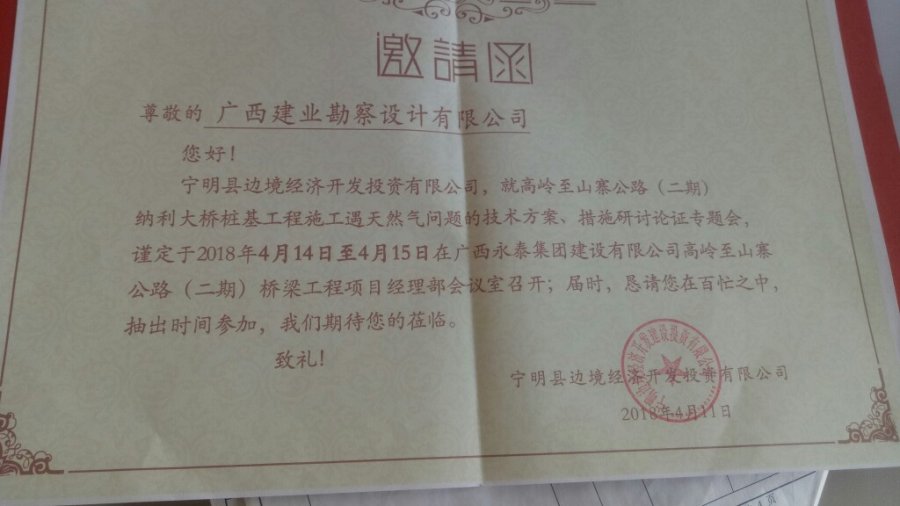 邀請函
尊敬的 广西建业勘察设计有限公司
您好！
宁明县边境经济开发投资有限公司，就高岭至山寨公路（二期）
纳利大桥桩基工程施工遇天然气问题的技术方案、措施研讨论证专题会，
谨定于2018年4月14日至4月15日在广西永泰集团建设有限公司高岭至山寨
公路（二期）桥梁工程项目经理部会议室召开；届时，恳请您在百忙之中，
抽出时间参加，我们期待您的莅临。
致礼！
宁明县边境经济开发投资有限公司
2018年4月11日